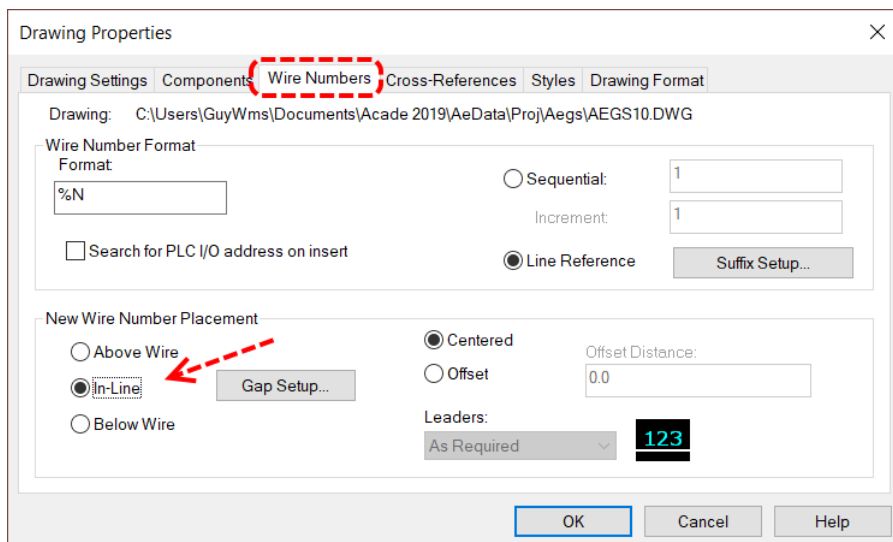 Drawing Properties
Drawing Settings Components Wire Numbers Cross-References Styles Drawing Format
Drawing: C:\Users\GuyWms\Documents\Acade 2019\AeData\Proj\Aegs\AEGS10.DWG
Wire Number Format
Format:
%N
Sequential: 1
Increment: 1
Search for PLC I/O address on insert
Line Reference Suffix Setup...
New Wire Number Placement
Above Wire
In-Line
Below Wire
Gap Setup...
Centered
Offset
Offset Distance:
0.0
Leaders:
As Required
123
OK Cancel Help